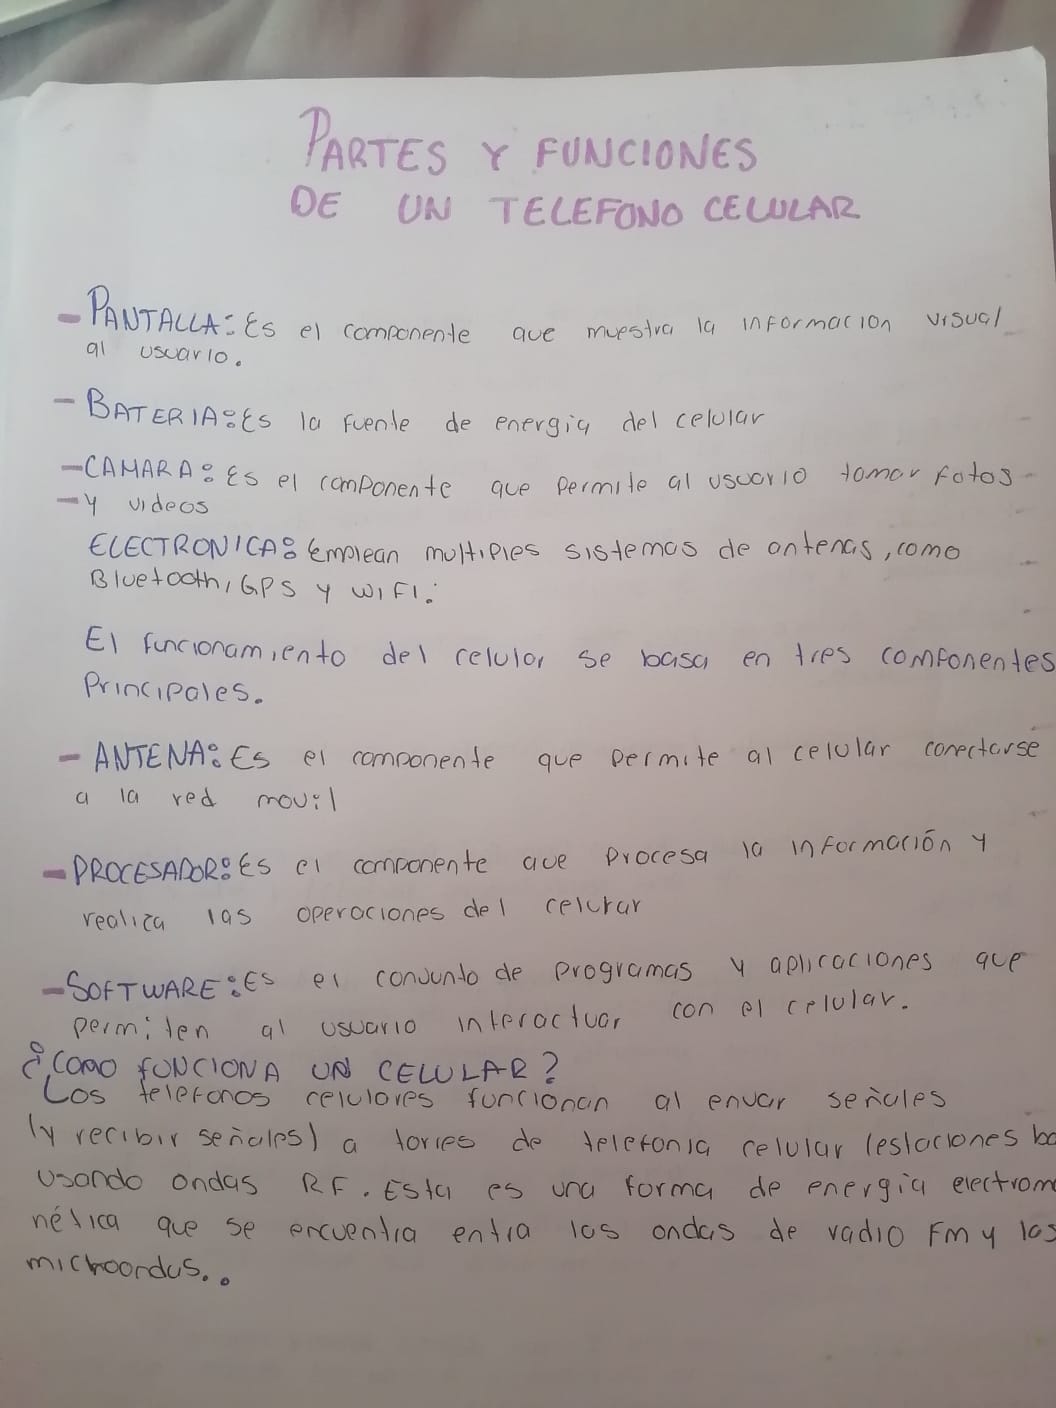 PARTES Y FUNCIONES
DE UN TELEFONO CELULAR
- PANTALLA: Es el componente que muestra la informacion visual
al usuario.
- BATERIA: Es la fuente de energia del celular
- CAMARA: Es el componente que permite al usuario tomar fotos
- y videos
ELECTRONICA: Emplean multiples sistemas de antenas, como
Bluetooth, GPS y WIFI.
El funcionamiento del celular se basa en tres componentes
Principales.
- ANTENA: Es el componente que permite al celular conectarse
a la red movil
- PROCESADOR: Es el componente que procesa la información y
realiza las operaciones del celular
- SOFTWARE: Es el conjunto de programas y aplicaciones que
permiten al usuario interactuar con el celular.
¿COMO FUNCIONA UN CELULAR?
Los telefonos celulares funcionan al envar señales
(y recibir señales) a torres de telefonia celular (estaciones ba
usando ondas RF. Esta es una forma de energia electrom
nética que se encuentra entra las ondas de radio FM y las
microondas..